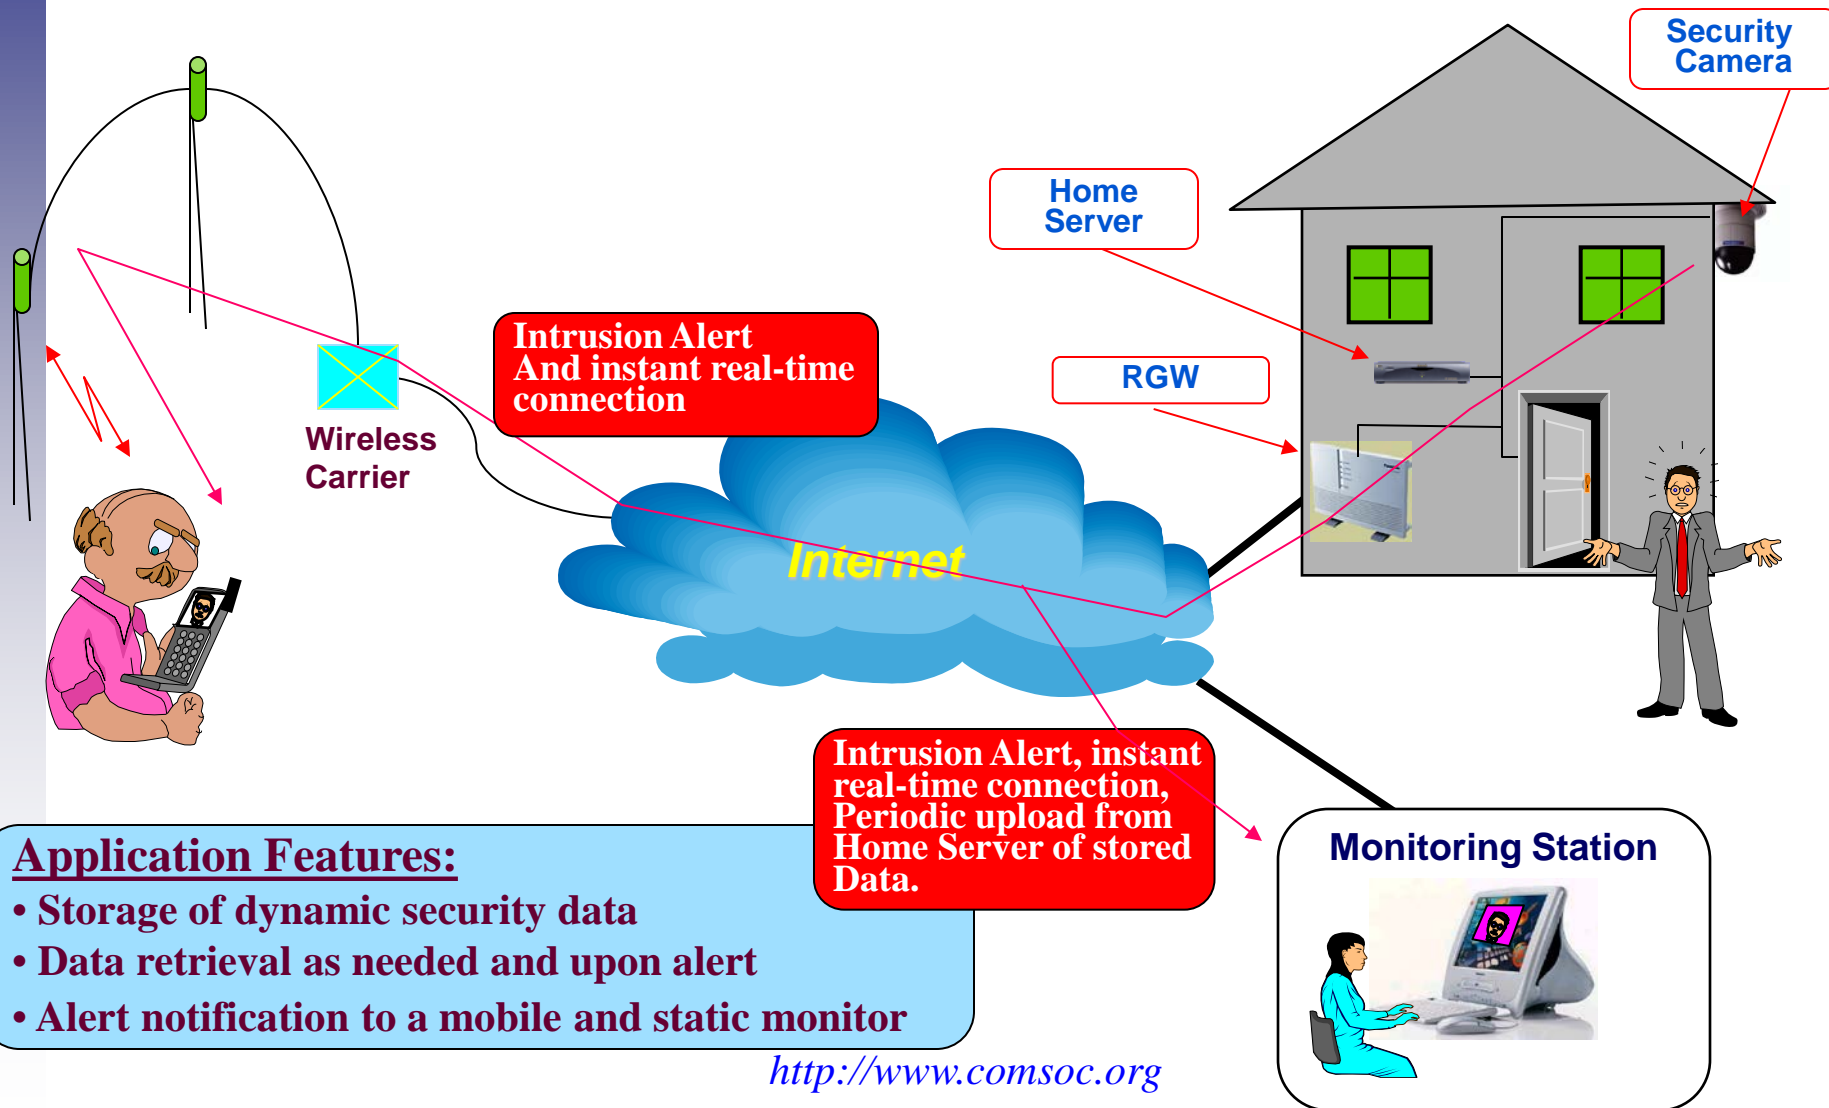 Security
Camera
Home
Server
Intrusion Alert
And instant real-time
connection
RGW
Wireless
Carrier
Internet
Intrusion Alert, instant
real-time connection,
Periodic upload from
Home Server of stored
Data.
Monitoring Station
Application Features:
• Storage of dynamic security data
• Data retrieval as needed and upon alert
• Alert notification to a mobile and static monitor
http://www.comsoc.org